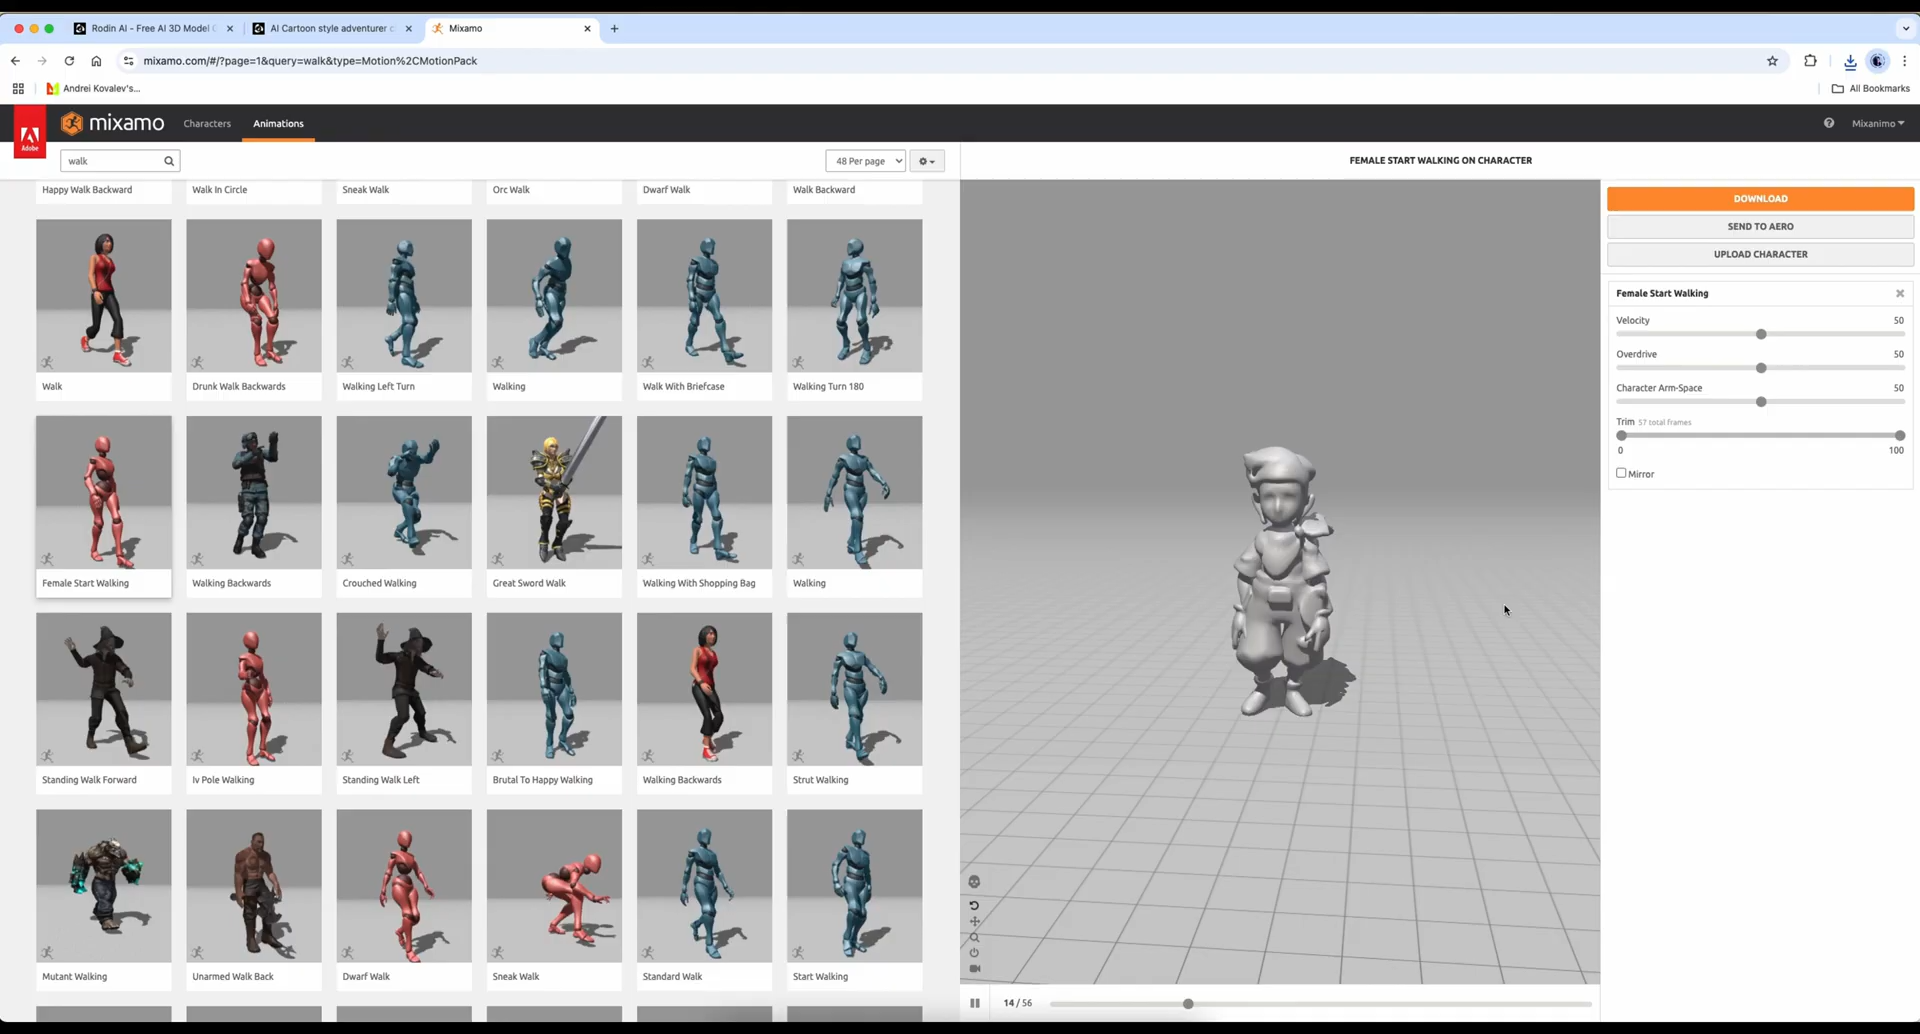 Rodin AI - Free AI 3D Model G
AI Cartoon style adventurer c
Mixamo
mixamo.com/#/?page=1&query=walk&type=Motion%2CMotionPack
Andrei Kovalev's...
All Bookmarks
Adobe
mixamo
Characters
Animations
Mixanimo
walk
48 Per page
FEMALE START WALKING ON CHARACTER
Happy Walk Backward
Walk In Circle
Sneak Walk
Orc Walk
Dwarf Walk
Walk Backward
DOWNLOAD
SEND TO AERO
UPLOAD CHARACTER
Female Start Walking
Velocity 50
Overdrive 50
Character Arm-Space 50
Trim 57 total frames
0 100
Mirror
Walk
Drunk Walk Backwards
Walking Left Turn
Walking
Walk With Briefcase
Walking Turn 180
Female Start Walking
Walking Backwards
Crouched Walking
Great Sword Walk
Walking With Shopping Bag
Walking
Standing Walk Forward
Iv Pole Walking
Standing Walk Left
Brutal To Happy Walking
Walking Backwards
Strut Walking
Mutant Walking
Unarmed Walk Back
Dwarf Walk
Sneak Walk
Standard Walk
Start Walking
14 / 56